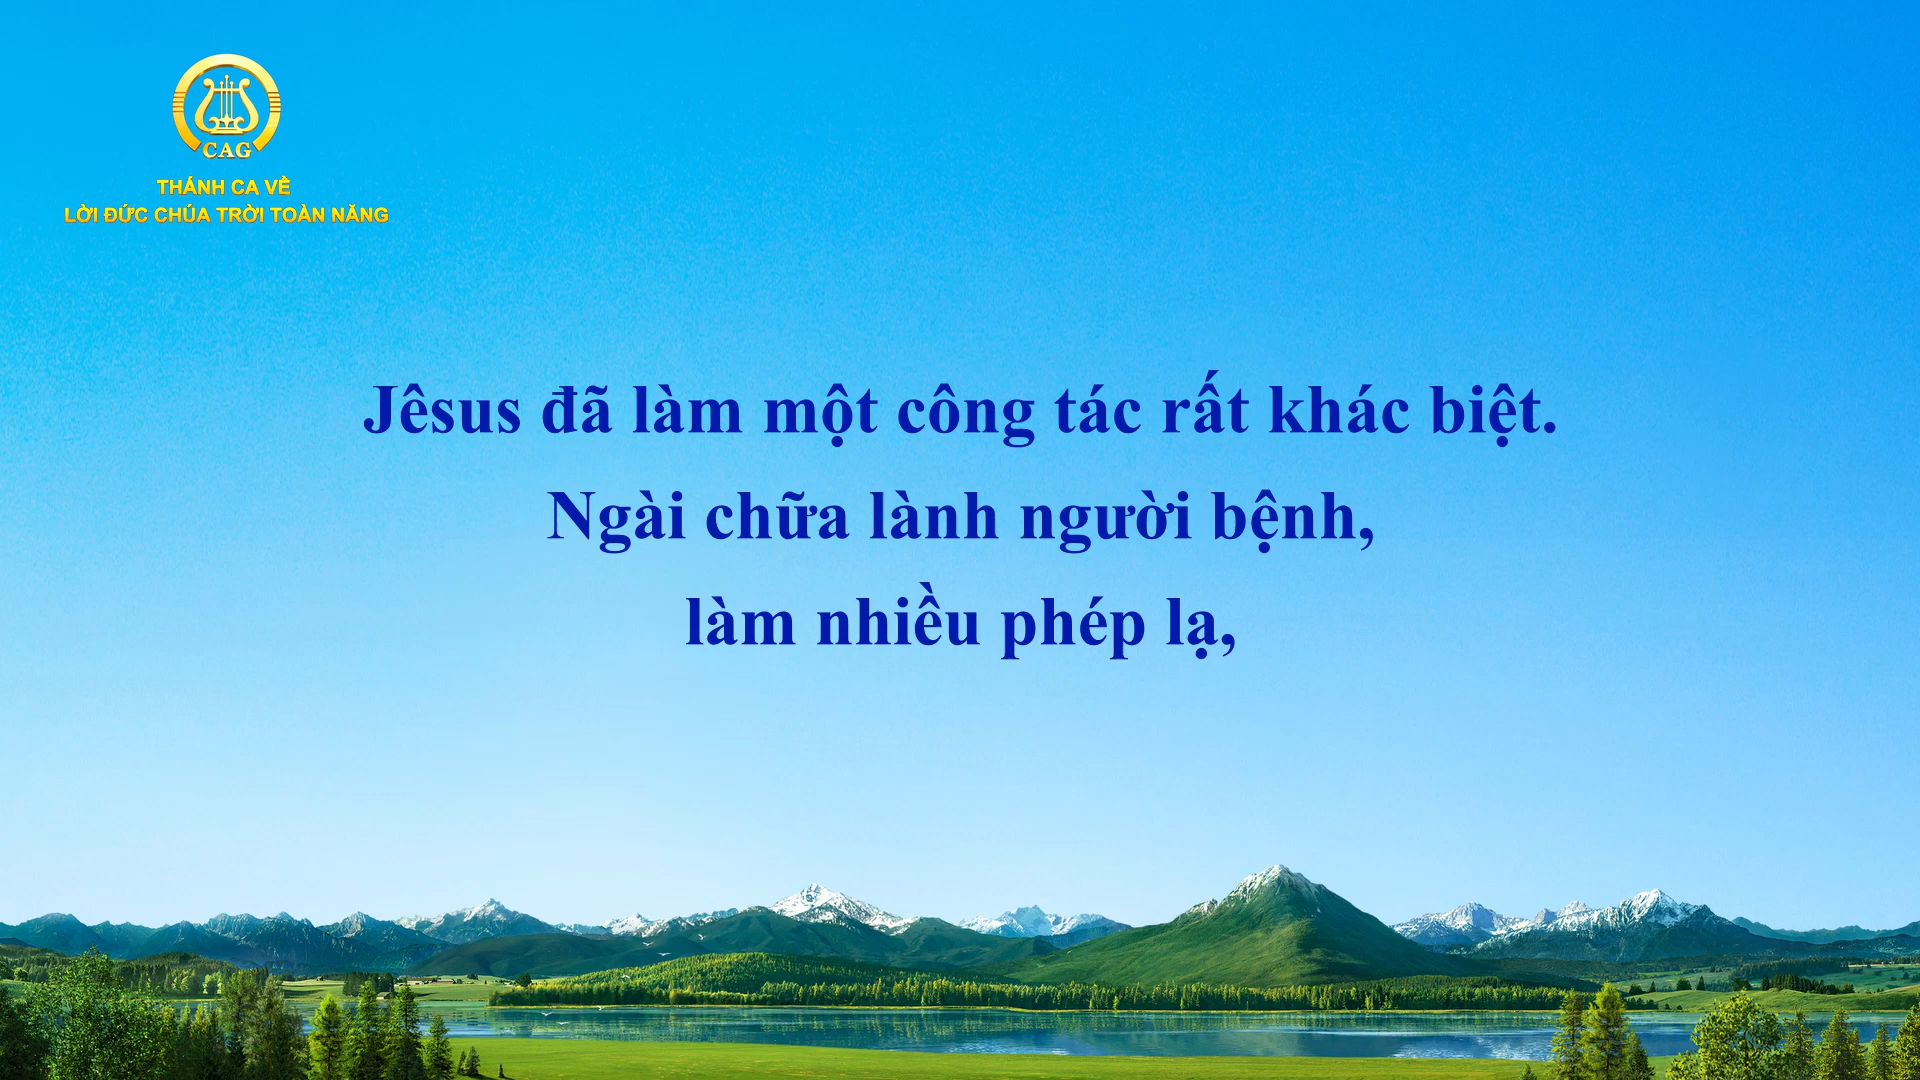 CAG
THÁNH CA VỀ
LỜI ĐỨC CHÚA TRỜI TOÀN NĂNG
Jêsus đã làm một công tác rất khác biệt.
Ngài chữa lành người bệnh,
làm nhiều phép lạ,